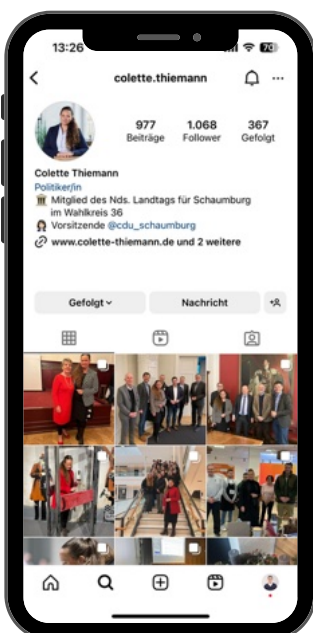 13:26
70
colette.thiemann
977 1.068 367
Beiträge Follower Gefolgt
Colette Thiemann
Politiker/in
Mitglied des Nds. Landtags für Schaumburg
im Wahlkreis 36
Vorsitzende @cdu_schaumburg
www.colette-thiemann.de und 2 weitere
Gefolgt Nachricht